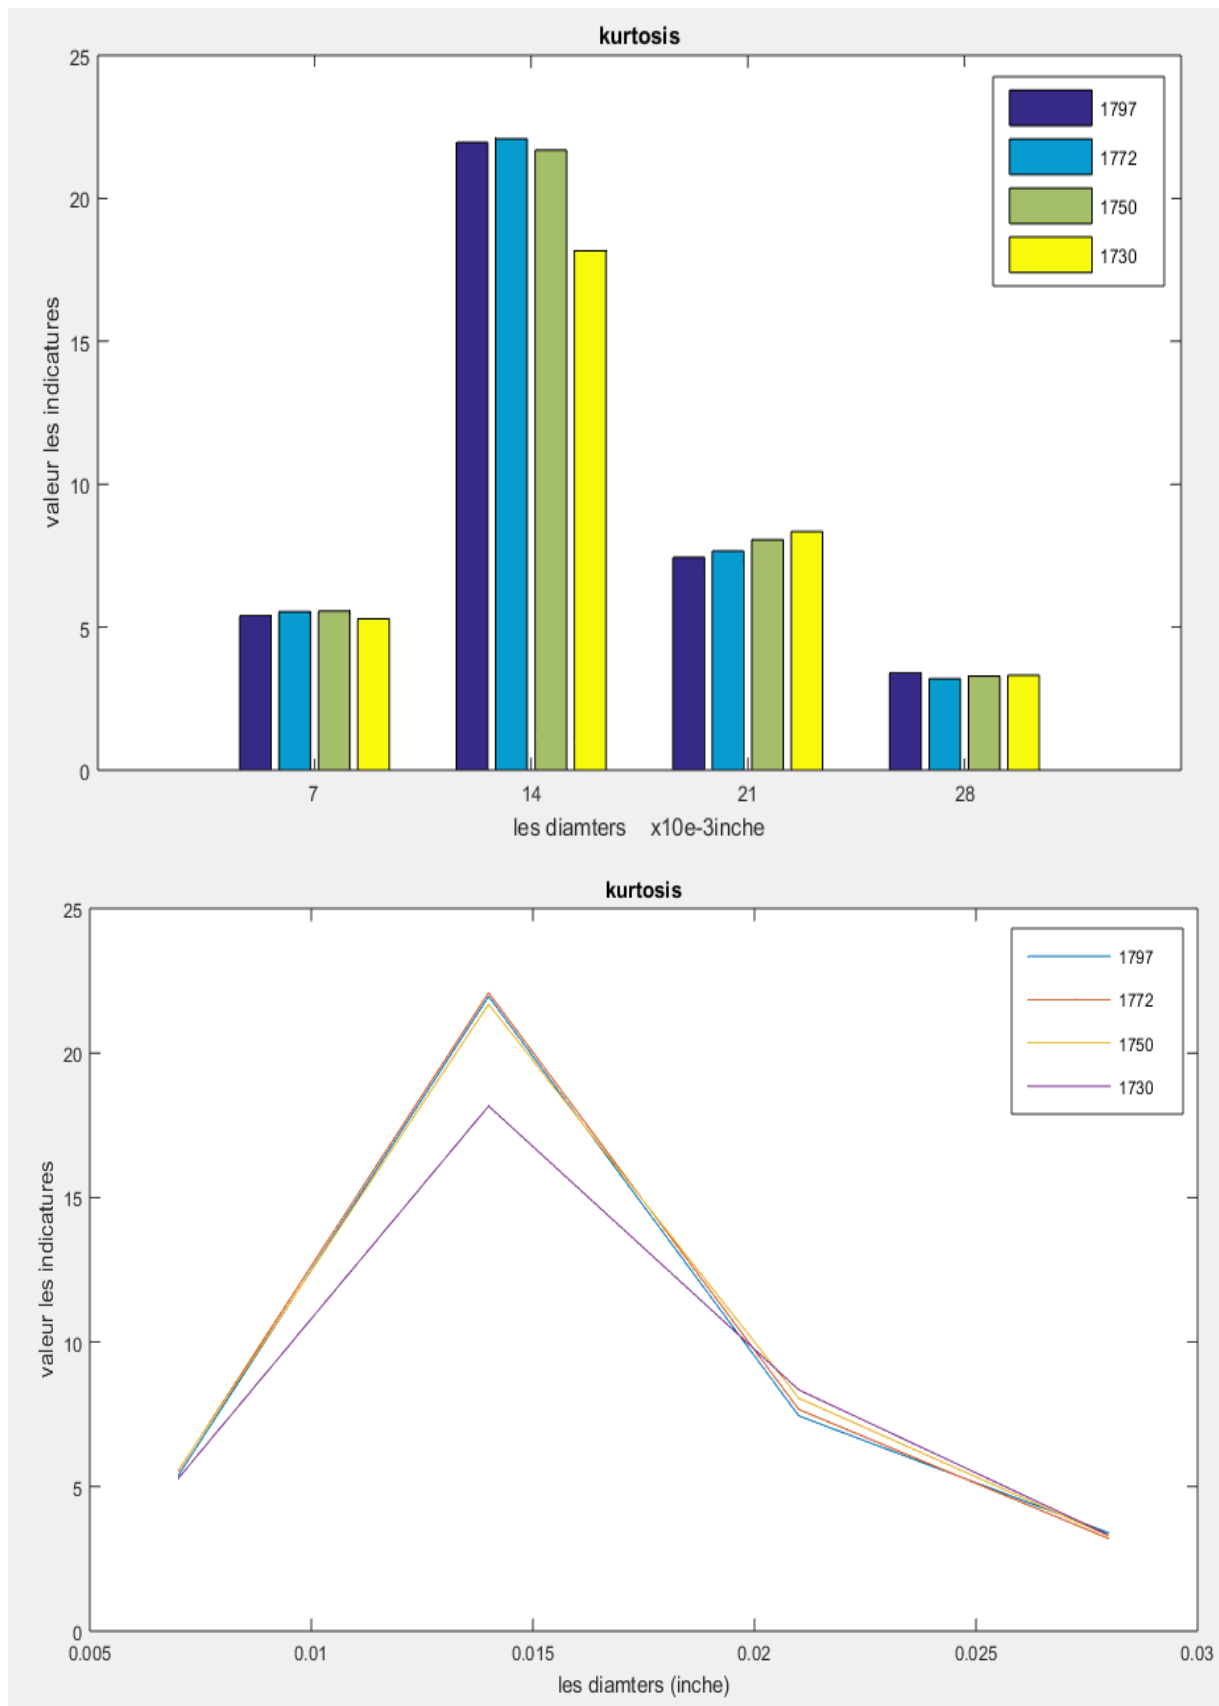 kurtosis
25
20
15
10
5
0
valeur les indicatures
1797
1772
1750
1730
7 14 21 28
les diamters x10e-3inche
kurtosis
25
20
15
10
5
0
valeur les indicatures
1797
1772
1750
1730
0.005 0.01 0.015 0.02 0.025 0.03
les diamters (inche)